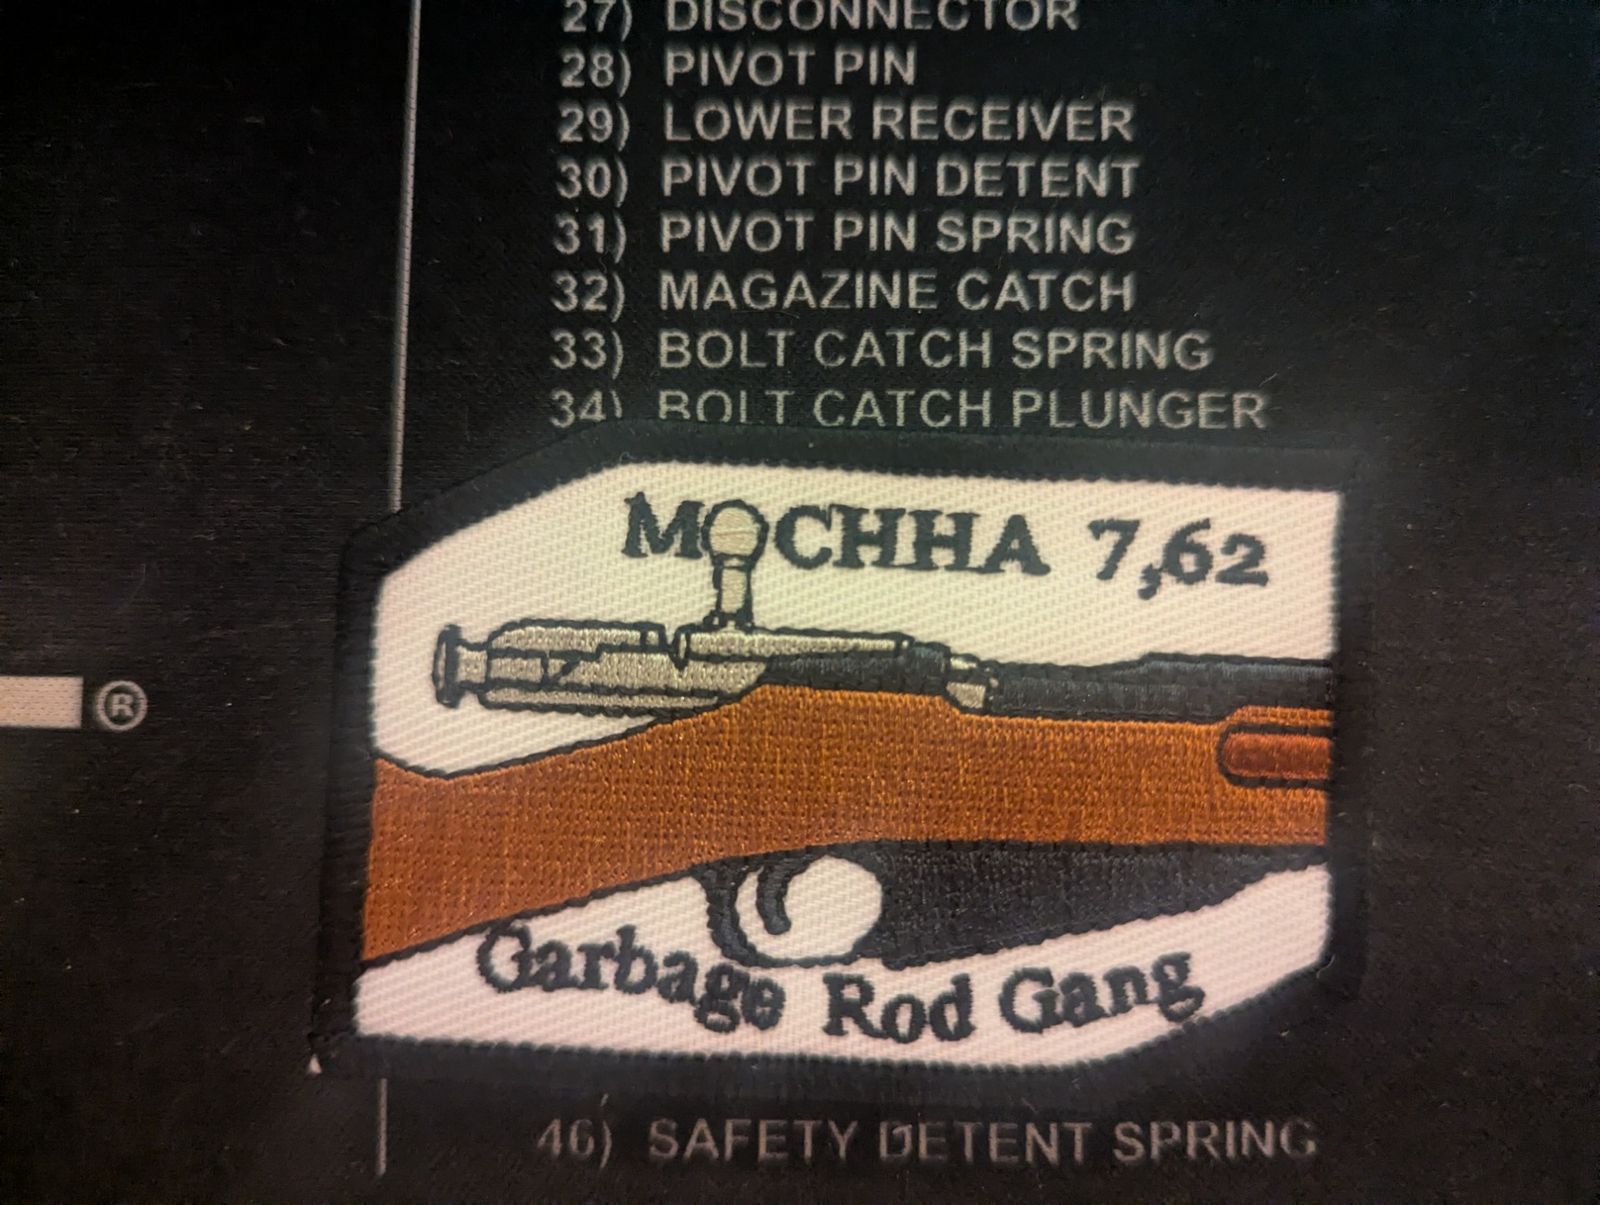 27) DISCONNECTOR
28) PIVOT PIN
29) LOWER RECEIVER
30) PIVOT PIN DETENT
31) PIVOT PIN SPRING
32) MAGAZINE CATCH
33) BOLT CATCH SPRING
34) BOLT CATCH PLUNGER
MOCHHA 7,62
®
Garbage Rod Gang
46) SAFETY DETENT SPRING